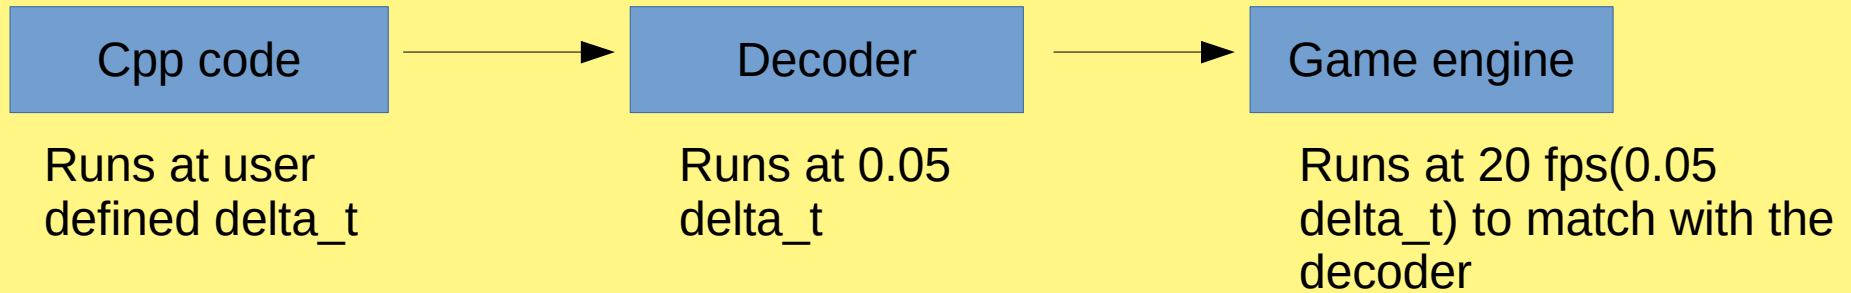 Cpp code
Decoder
Game engine
Runs at user
defined delta_t
Runs at 0.05
delta_t
Runs at 20 fps(0.05
delta_t) to match with the
decoder